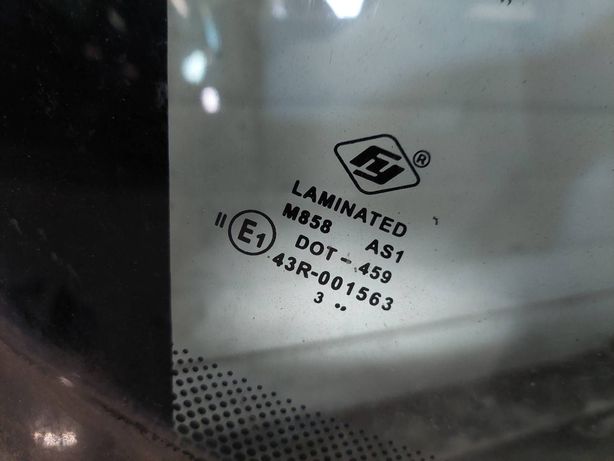 ®
LAMINATED
M858 AS1
II E1 DOT - 459
43R-001563
3 ..